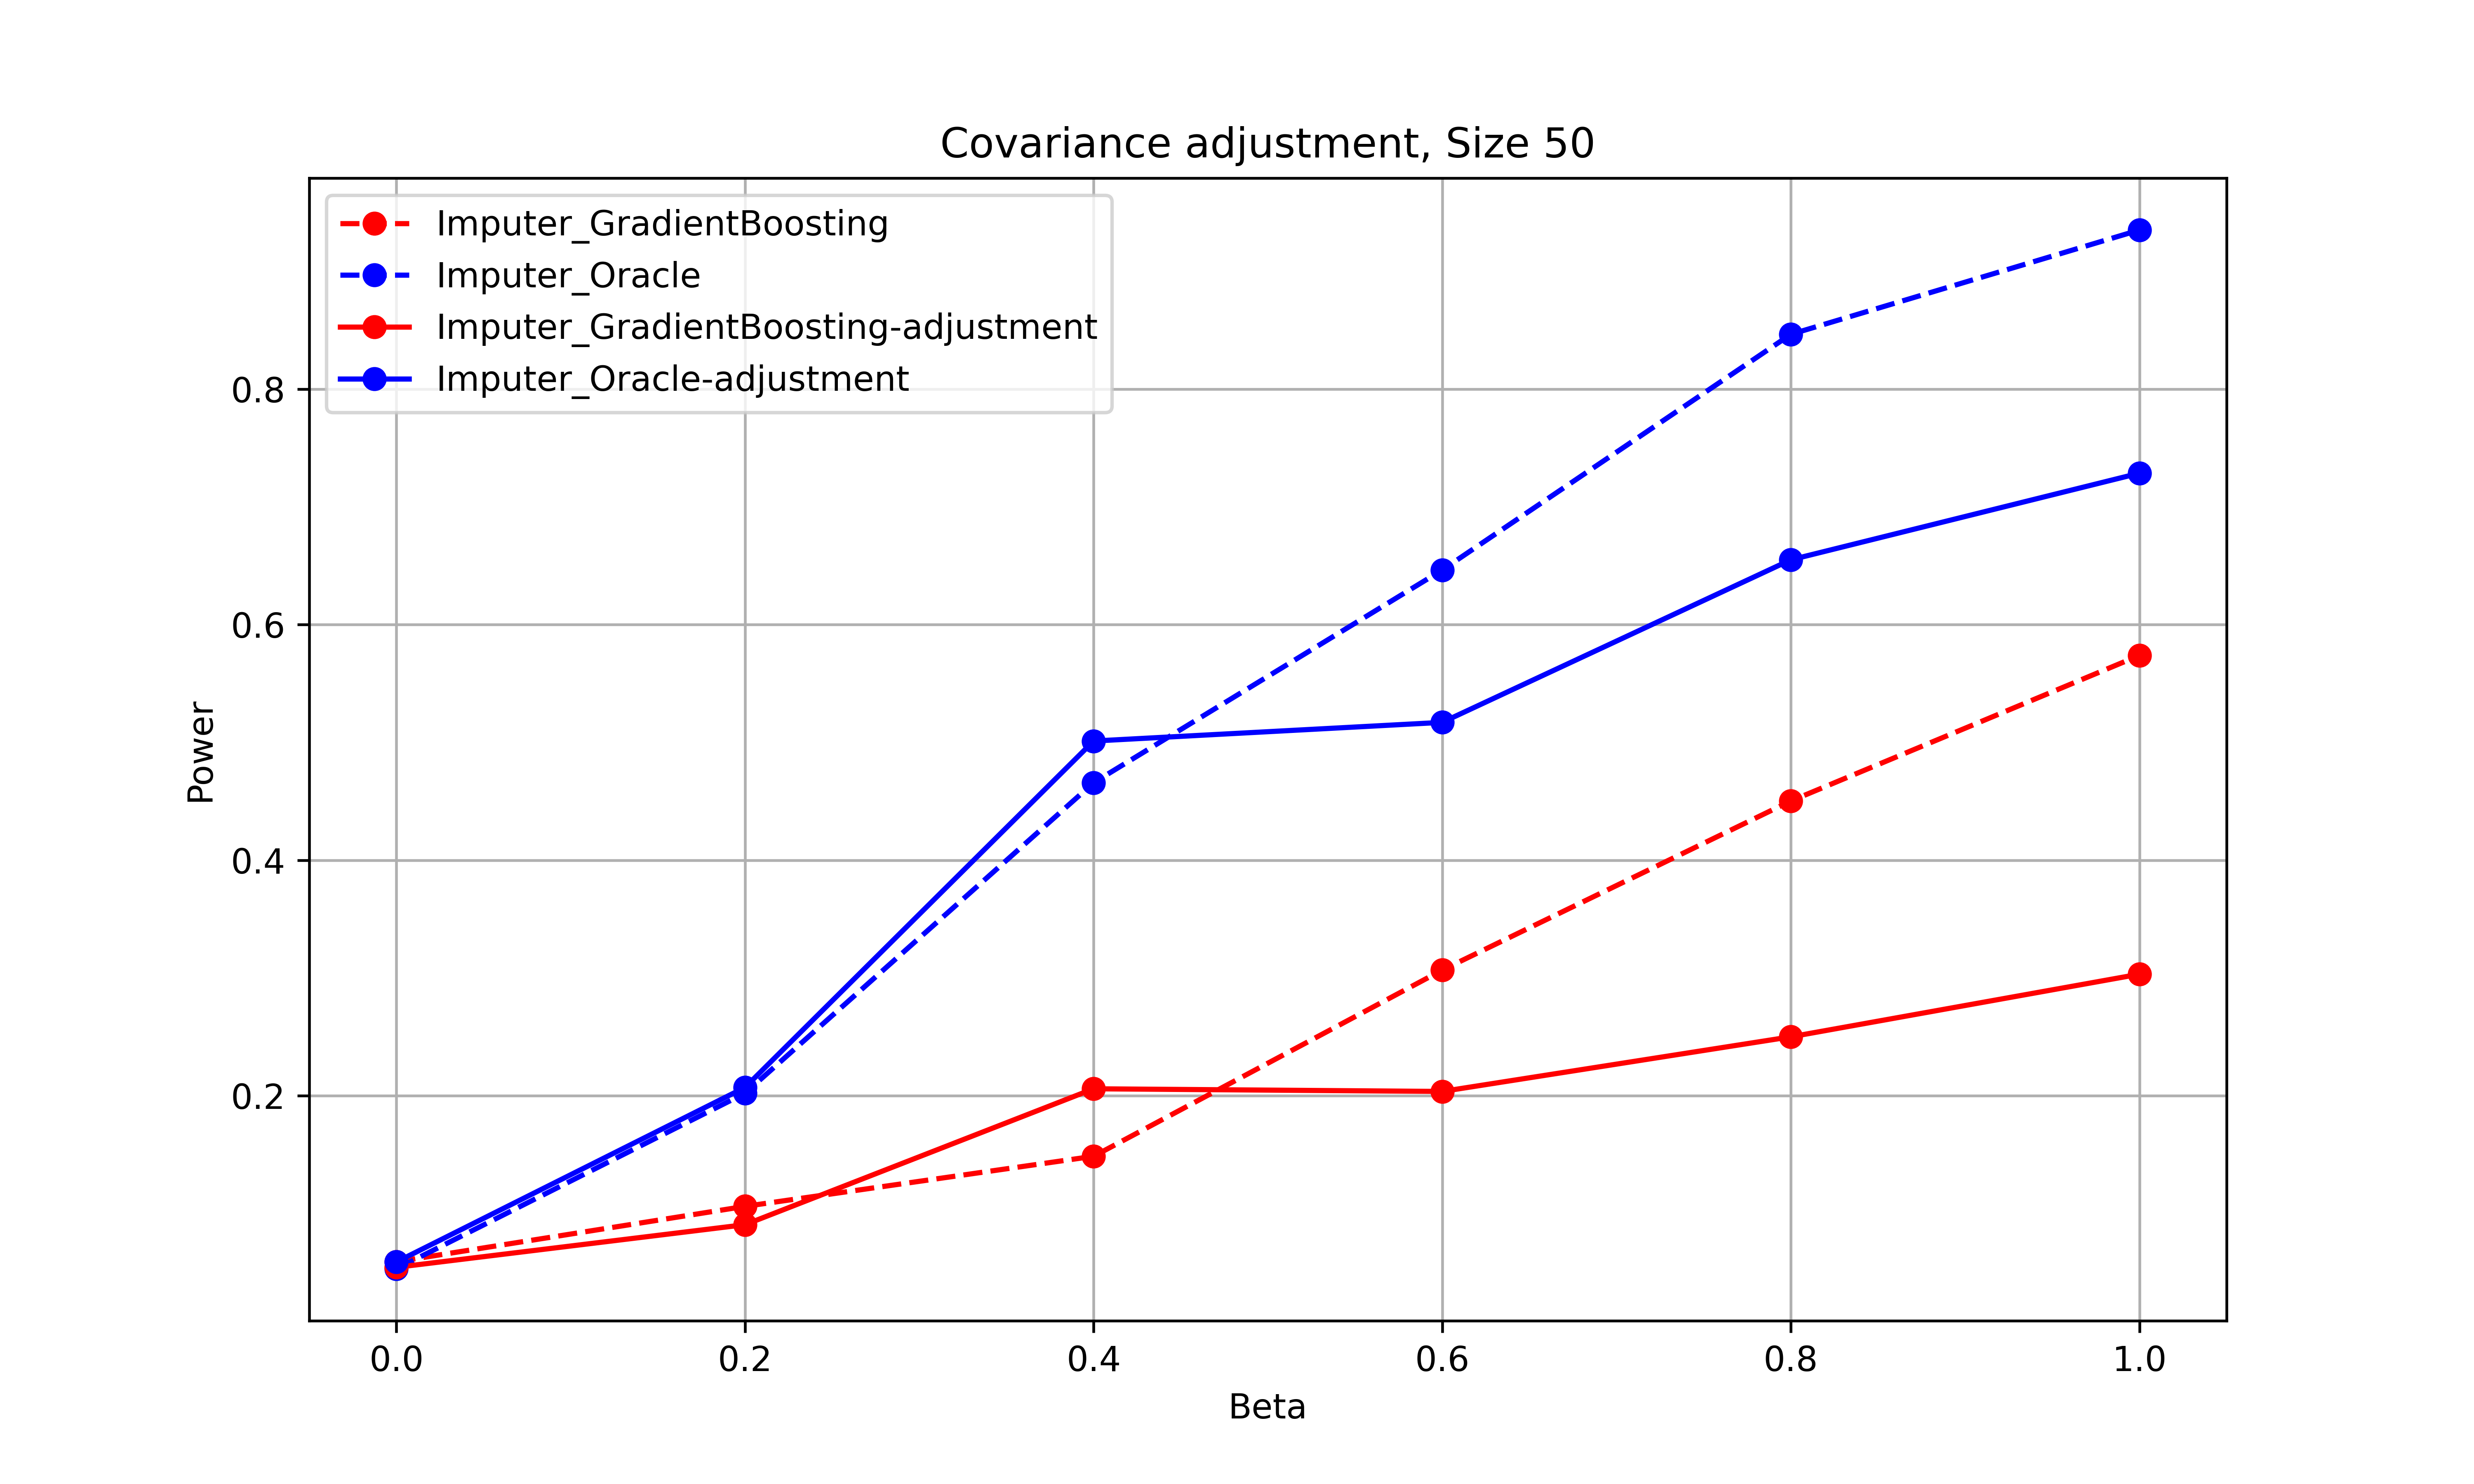 Covariance adjustment, Size 50
Imputer_GradientBoosting
Imputer_Oracle
Imputer_GradientBoosting-adjustment
Imputer_Oracle-adjustment
0.8
0.6
0.4
0.2
Power
0.0 0.2 0.4 0.6 0.8 1.0
Beta